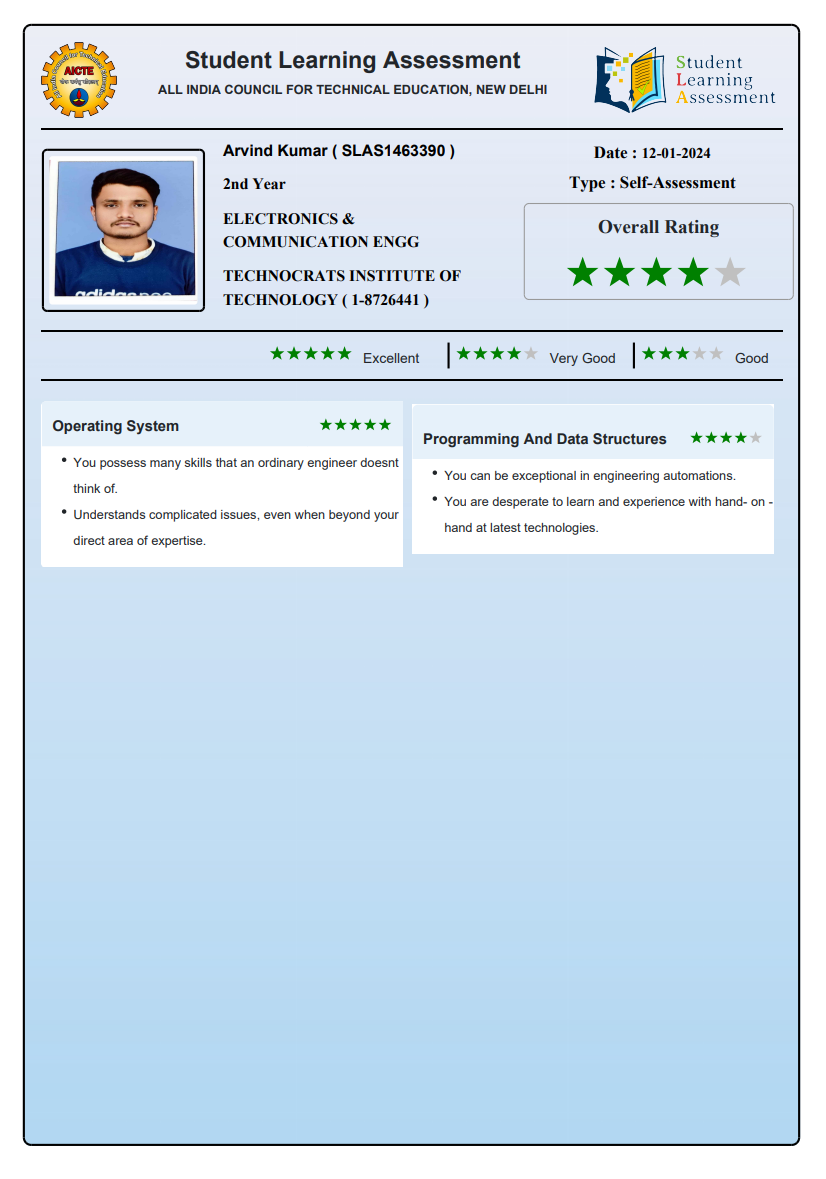 Student Learning Assessment
ALL INDIA COUNCIL FOR TECHNICAL EDUCATION, NEW DELHI
AICTE
Student
Learning
Assessment
Arvind Kumar ( SLAS1463390 )
2nd Year
ELECTRONICS &
COMMUNICATION ENGG
TECHNOCRATS INSTITUTE OF
TECHNOLOGY ( 1-8726441 )
Date : 12-01-2024
Type : Self-Assessment
Overall Rating
Excellent
Very Good
Good
Operating System
• You possess many skills that an ordinary engineer doesnt
think of.
• Understands complicated issues, even when beyond your
direct area of expertise.
Programming And Data Structures
• You can be exceptional in engineering automations.
• You are desperate to learn and experience with hand- on -
hand at latest technologies.